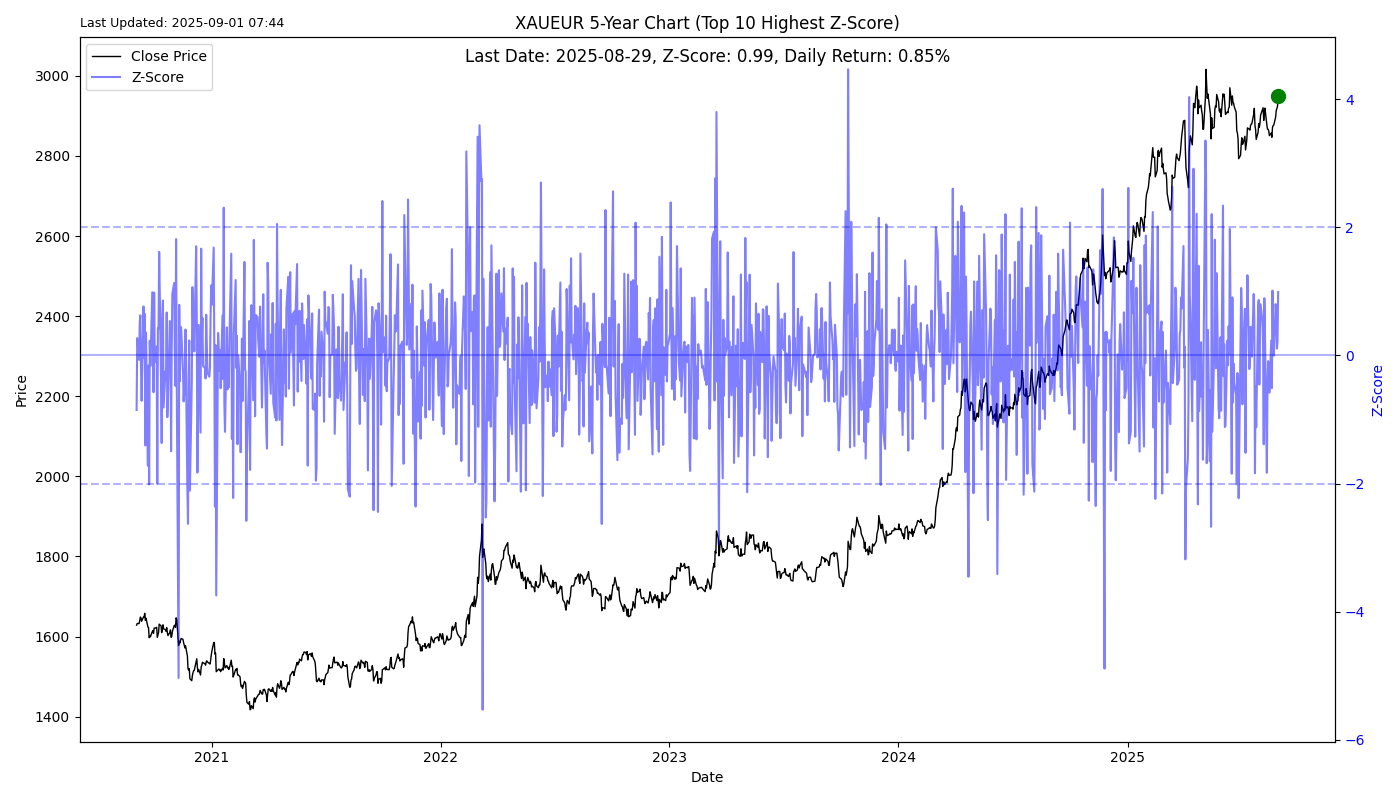 Last Updated: 2025-09-01 07:44
XAUEUR 5-Year Chart (Top 10 Highest Z-Score)
Last Date: 2025-08-29, Z-Score: 0.99, Daily Return: 0.85%
Close Price
Z-Score
3000
2800
2600
2400
2200
2000
1800
1600
1400
Price
4
2
0
−2
−4
−6
Z-Score
2021
2022
2023
2024
2025
Date